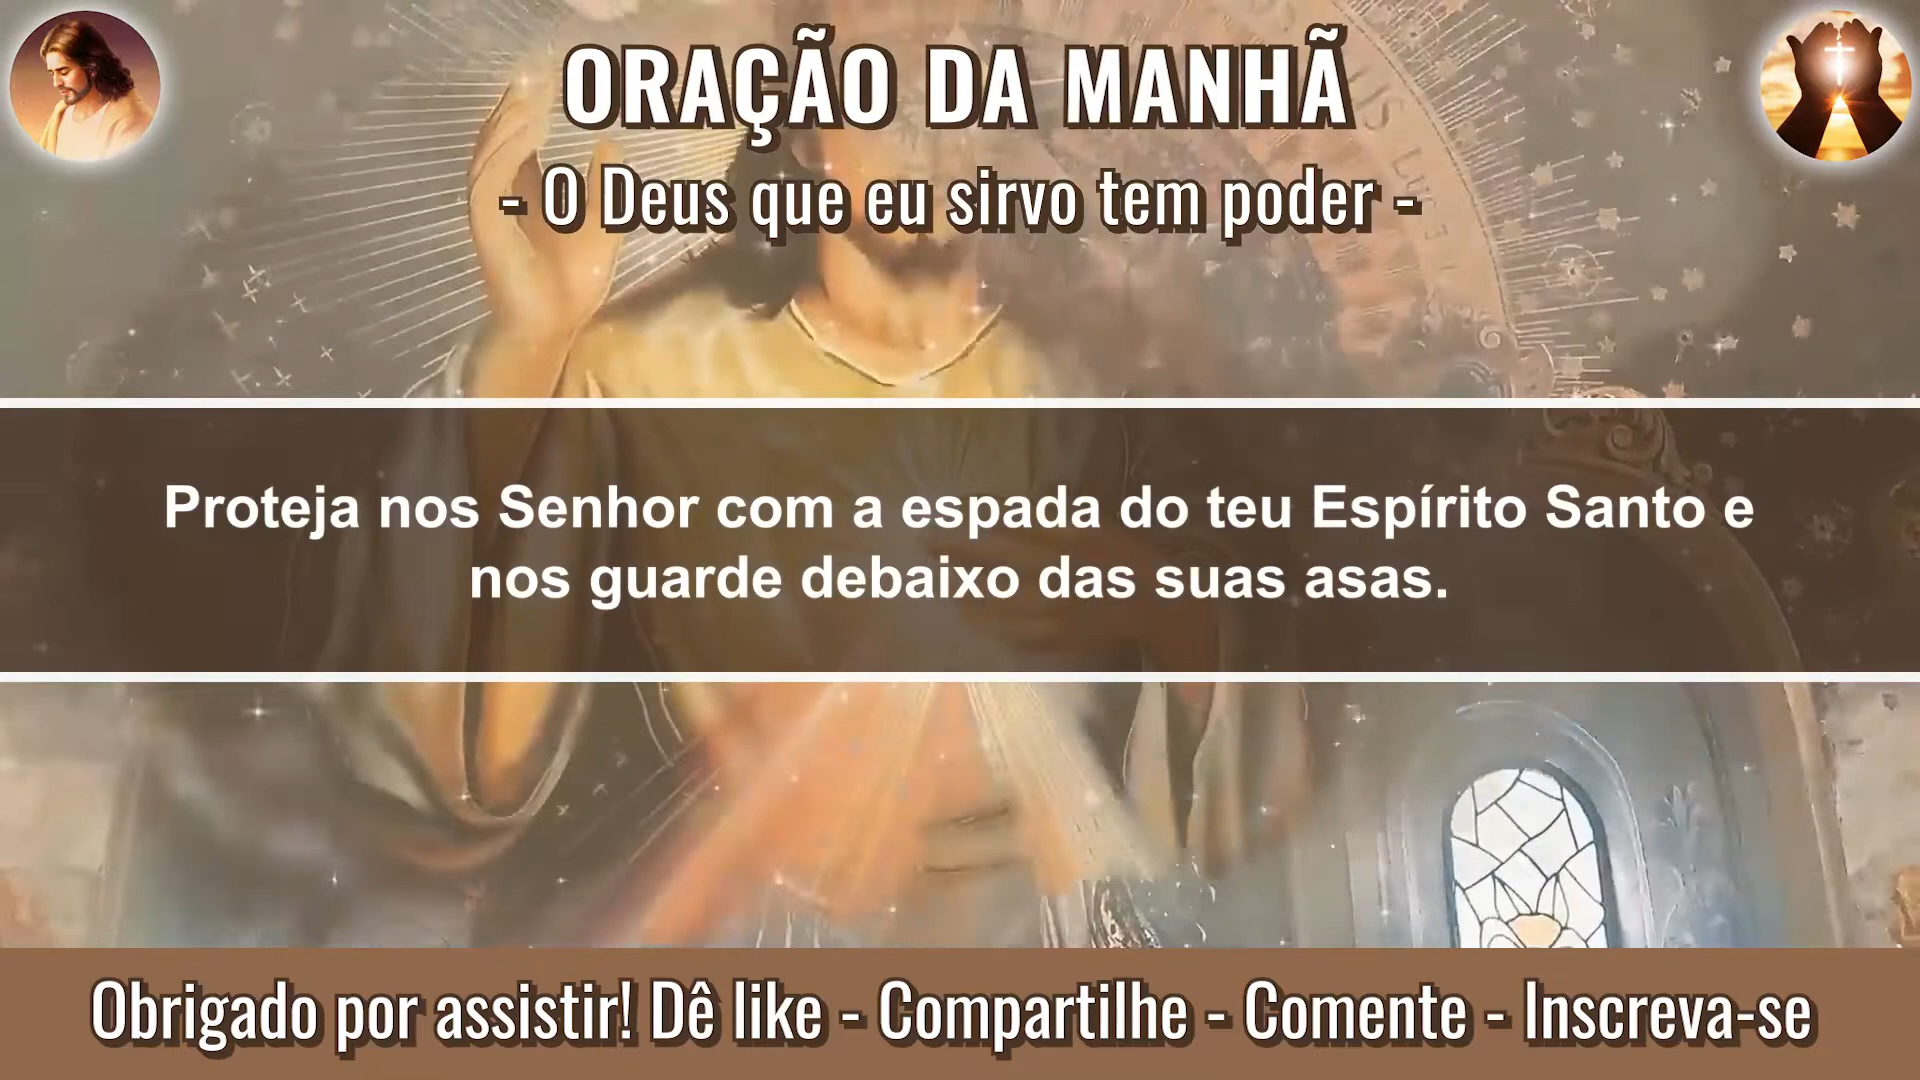 ORAÇÃO DA MANHÃ
- O Deus que eu sirvo tem poder -
Proteja nos Senhor com a espada do teu Espírito Santo e
nos guarde debaixo das suas asas.
Obrigado por assistir! Dê like - Compartilhe - Comente - Inscreva-se